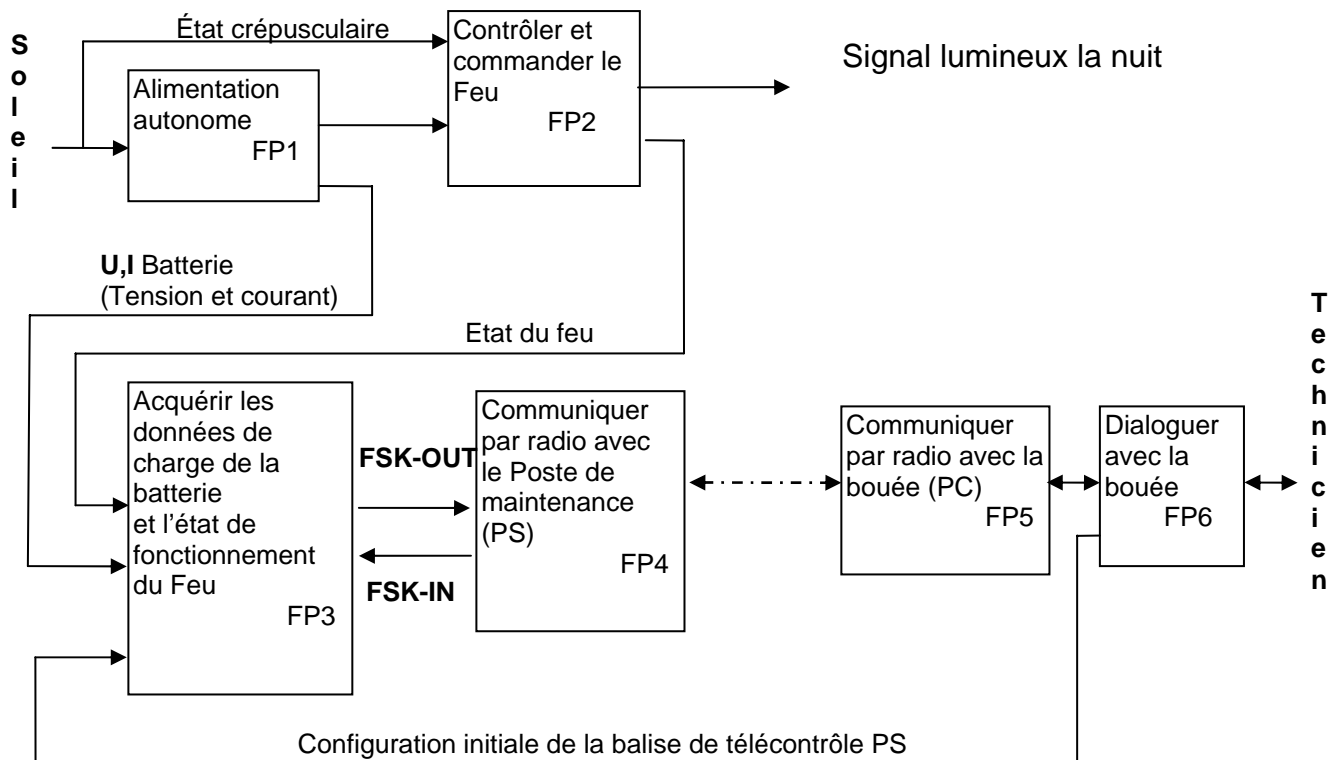 Soleil
État crépusculaire
Alimentation
autonome
FP1
Contrôler et
commander le
Feu
FP2
Signal lumineux la nuit
U,I Batterie
(Tension et courant)
Etat du feu
Acquérir les
données de
charge de la
batterie
et l’état de
fonctionnement
du Feu
FP3
FSK-OUT
FSK-IN
Communiquer
par radio avec
le Poste de
maintenance
(PS)
FP4
Communiquer
par radio avec la
bouée (PC)
FP5
Dialoguer
avec la
bouée
FP6
Technicien
Configuration initiale de la balise de télécontrôle PS